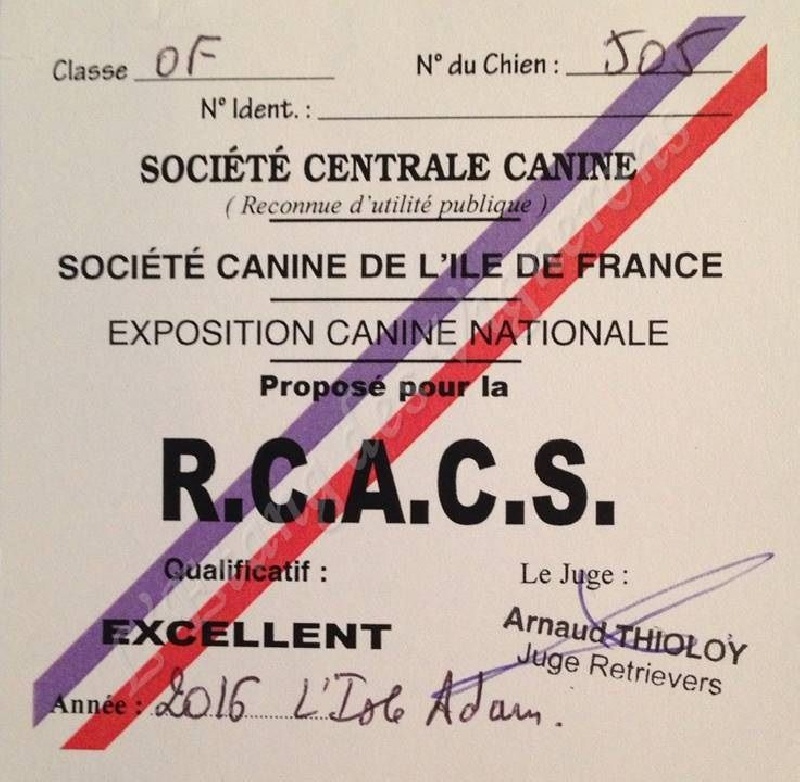 Classe OF N° du Chien : 505
N° Ident. :
SOCIÉTÉ CENTRALE CANINE
( Reconnue d'utilité publique )
SOCIÉTÉ CANINE DE L'ILE DE FRANCE
EXPOSITION CANINE NATIONALE
Proposé pour la
R.C.A.C.S.
Qualificatif : Le Juge :
EXCELLENT
Arnaud THIOLOY
Juge Retrievers
Année : 2016 L'Isle Adam.